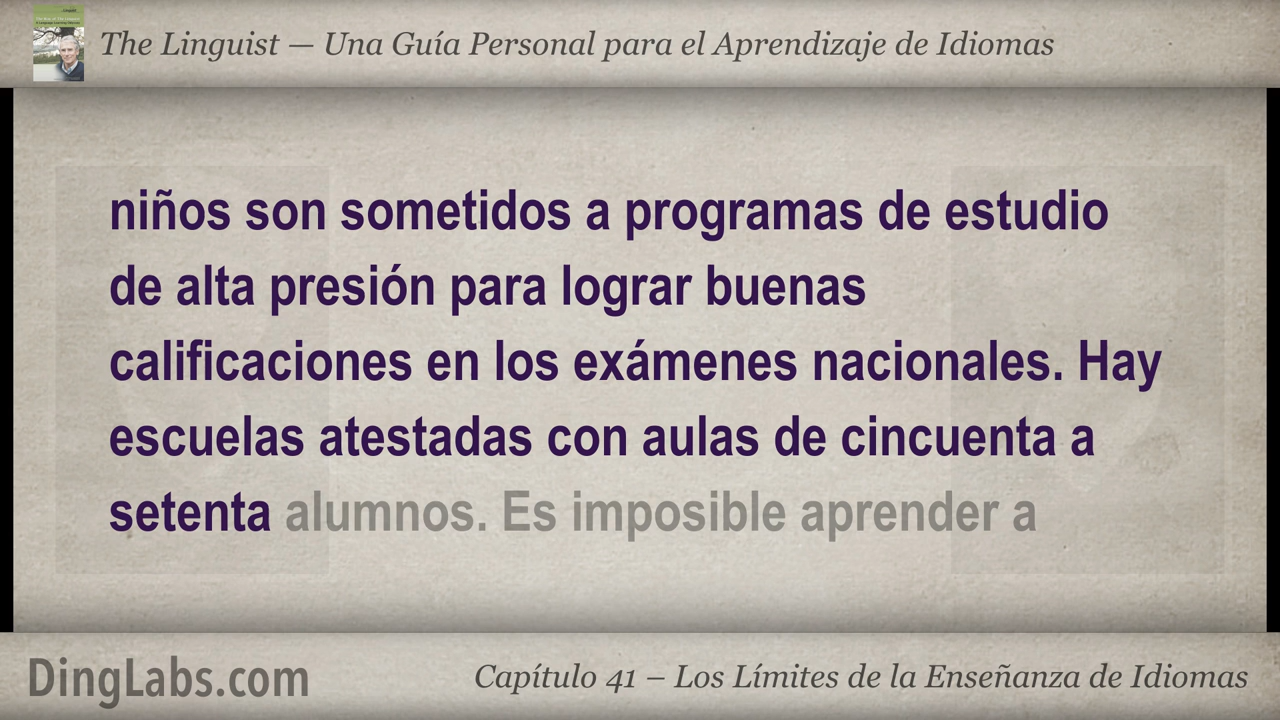 The Linguist — Una Guía Personal para el Aprendizaje de Idiomas
niños son sometidos a programas de estudio
de alta presión para lograr buenas
calificaciones en los exámenes nacionales. Hay
escuelas atestadas con aulas de cincuenta a
setenta alumnos. Es imposible aprender a
DingLabs.com
Capítulo 41 – Los Límites de la Enseñanza de Idiomas